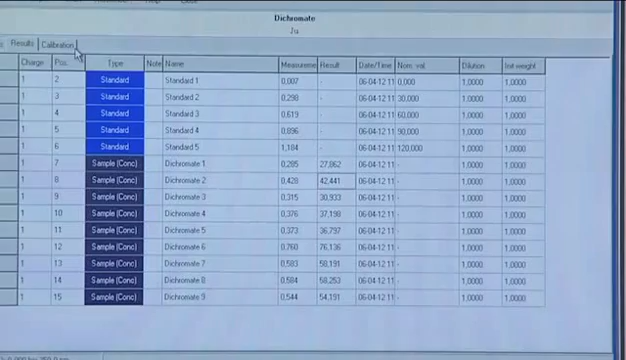 Dichromate
Ju
Results Calibration
Charge Pos. Type Note Name Measureme Result Date/Time Nom. val. Dilution Init weight
1 2 Standard Standard 1 0,007 - 06-04-12 11 0,000 1,0000 1,0000
1 3 Standard Standard 2 0,298 - 06-04-12 11 30,000 1,0000 1,0000
1 4 Standard Standard 3 0,619 - 06-04-12 11 60,000 1,0000 1,0000
1 5 Standard Standard 4 0,896 - 06-04-12 11 90,000 1,0000 1,0000
1 6 Standard Standard 5 1,184 - 06-04-12 11 120,000 1,0000 1,0000
1 7 Sample (Conc) Dichromate 1 0,285 27,862 06-04-12 11 - 1,0000 1,0000
1 8 Sample (Conc) Dichromate 2 0,428 42,441 06-04-12 11 - 1,0000 1,0000
1 9 Sample (Conc) Dichromate 3 0,315 30,933 06-04-12 11 - 1,0000 1,0000
1 10 Sample (Conc) Dichromate 4 0,376 37,198 06-04-12 11 - 1,0000 1,0000
1 11 Sample (Conc) Dichromate 5 0,373 36,797 06-04-12 11 - 1,0000 1,0000
1 12 Sample (Conc) Dichromate 6 0,760 76,136 06-04-12 11 - 1,0000 1,0000
1 13 Sample (Conc) Dichromate 7 0,583 58,191 06-04-12 11 - 1,0000 1,0000
1 14 Sample (Conc) Dichromate 8 0,584 58,253 06-04-12 11 - 1,0000 1,0000
1 15 Sample (Conc) Dichromate 9 0,544 54,191 06-04-12 11 - 1,0000 1,0000